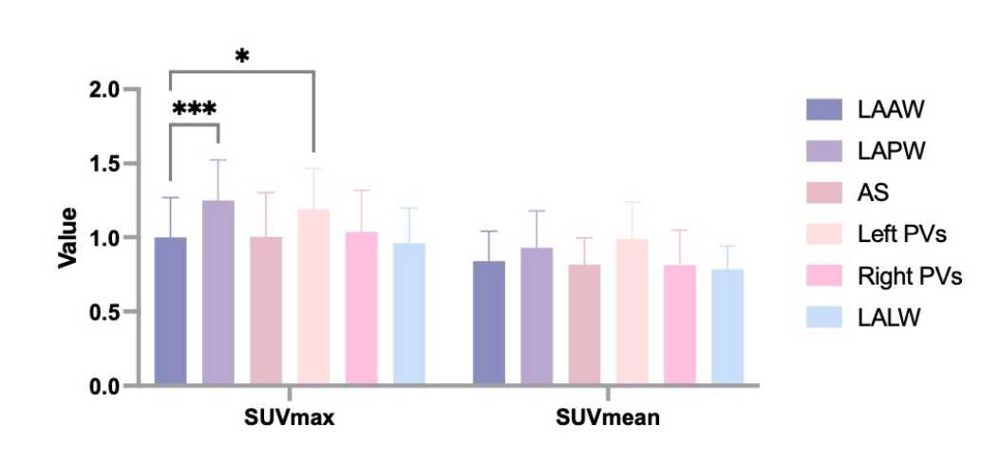 *
2.0
***
1.5
1.0
0.5
0.0
Value
SUVmax
SUVmean
LAAW
LAPW
AS
Left PVs
Right PVs
LALW